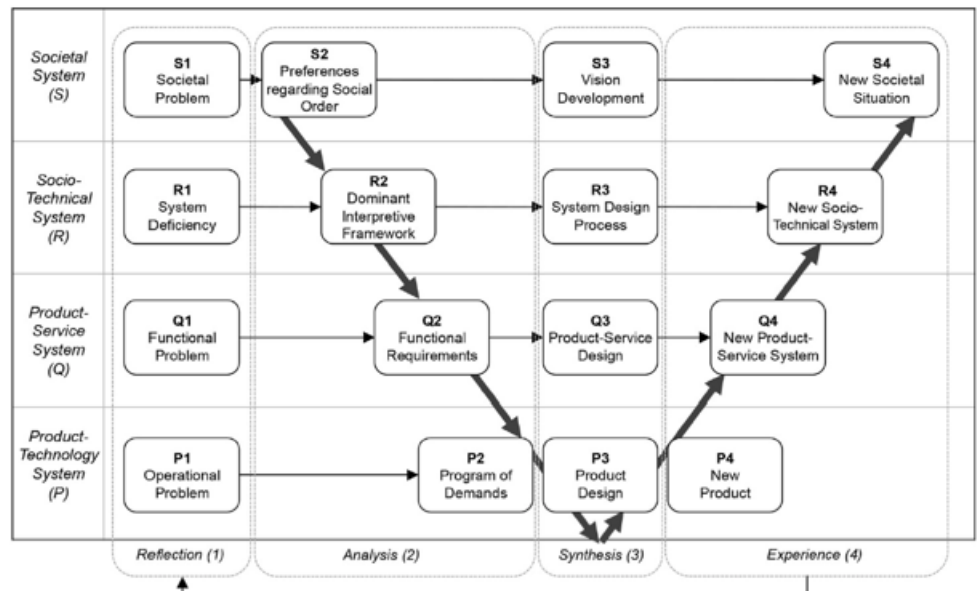 Societal
System
(S)
S1
Societal
Problem
S2
Preferences
regarding Social
Order
S3
Vision
Development
S4
New Societal
Situation
Socio-
Technical
System
(R)
R1
System
Deficiency
R2
Dominant
Interpretive
Framework
R3
System Design
Process
R4
New Socio-
Technical System
Product-
Service
System
(Q)
Q1
Functional
Problem
Q2
Functional
Requirements
Q3
Product-Service
Design
Q4
New Product-
Service System
Product-
Technology
System
(P)
P1
Operational
Problem
P2
Program of
Demands
P3
Product
Design
P4
New
Product
Reflection (1)
Analysis (2)
Synthesis (3)
Experience (4)